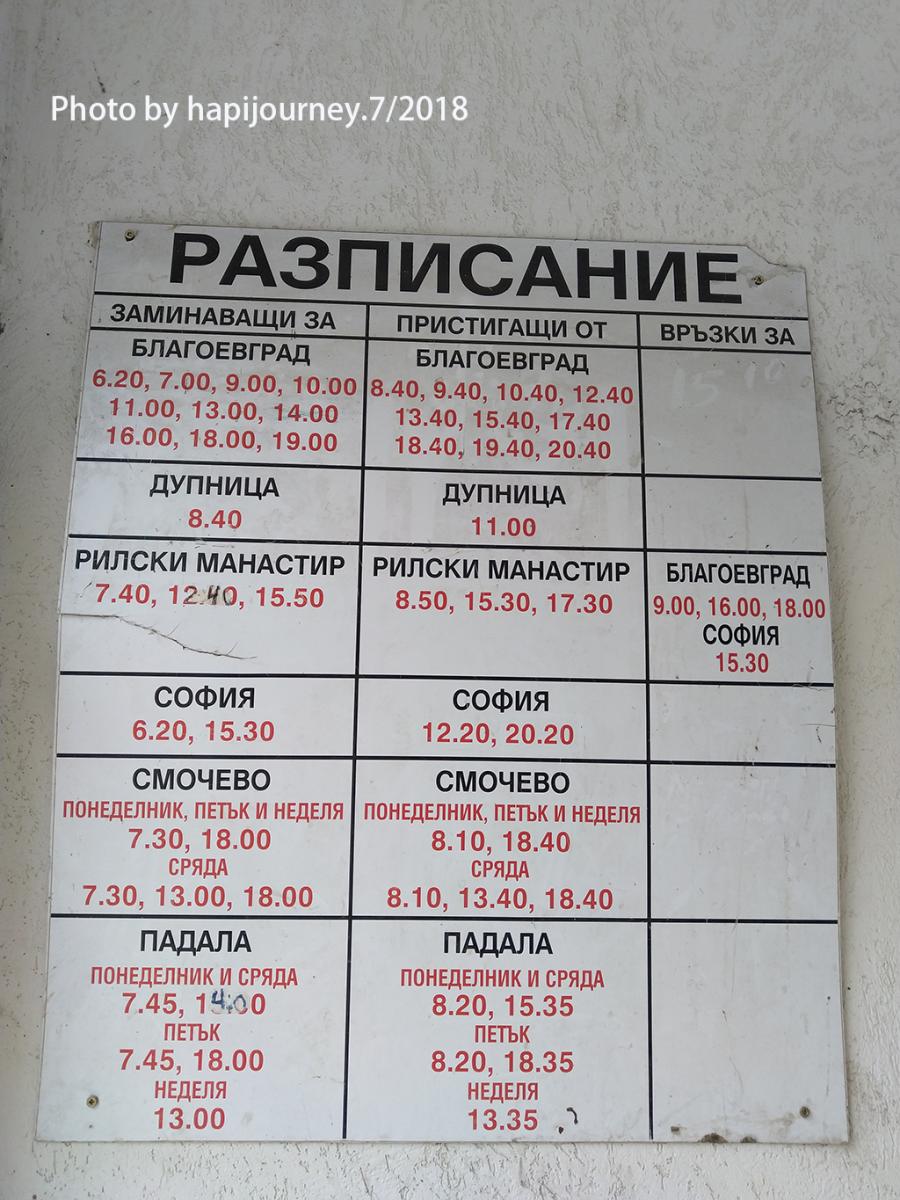 Photo by hapijourney.7/2018
РАЗПИСАНИЕ
ЗАМИНАВАЩИ ЗА
ПРИСТИГАЩИ ОТ
ВРЪЗКИ ЗА
БЛАГОЕВГРАД
6.20, 7.00, 9.00, 10.00
11.00, 13.00, 14.00
16.00, 18.00, 19.00
БЛАГОЕВГРАД
8.40, 9.40, 10.40, 12.40
13.40, 15.40, 17.40
18.40, 19.40, 20.40
ДУПНИЦА
8.40
ДУПНИЦА
11.00
РИЛСКИ МАНАСТИР
7.40, 12.40, 15.50
РИЛСКИ МАНАСТИР
8.50, 15.30, 17.30
БЛАГОЕВГРАД
9.00, 16.00, 18.00
СОФИЯ
15.30
СОФИЯ
6.20, 15.30
СОФИЯ
12.20, 20.20
СМОЧЕВО
ПОНЕДЕЛНИК, ПЕТЪК И НЕДЕЛЯ
7.30, 18.00
СРЯДА
7.30, 13.00, 18.00
СМОЧЕВО
ПОНЕДЕЛНИК, ПЕТЪК И НЕДЕЛЯ
8.10, 18.40
СРЯДА
8.10, 13.40, 18.40
ПАДАЛА
ПОНЕДЕЛНИК И СРЯДА
7.45, 14.00
ПЕТЪК
7.45, 18.00
НЕДЕЛЯ
13.00
ПАДАЛА
ПОНЕДЕЛНИК И СРЯДА
8.20, 15.35
ПЕТЪК
8.20, 18.35
НЕДЕЛЯ
13.35